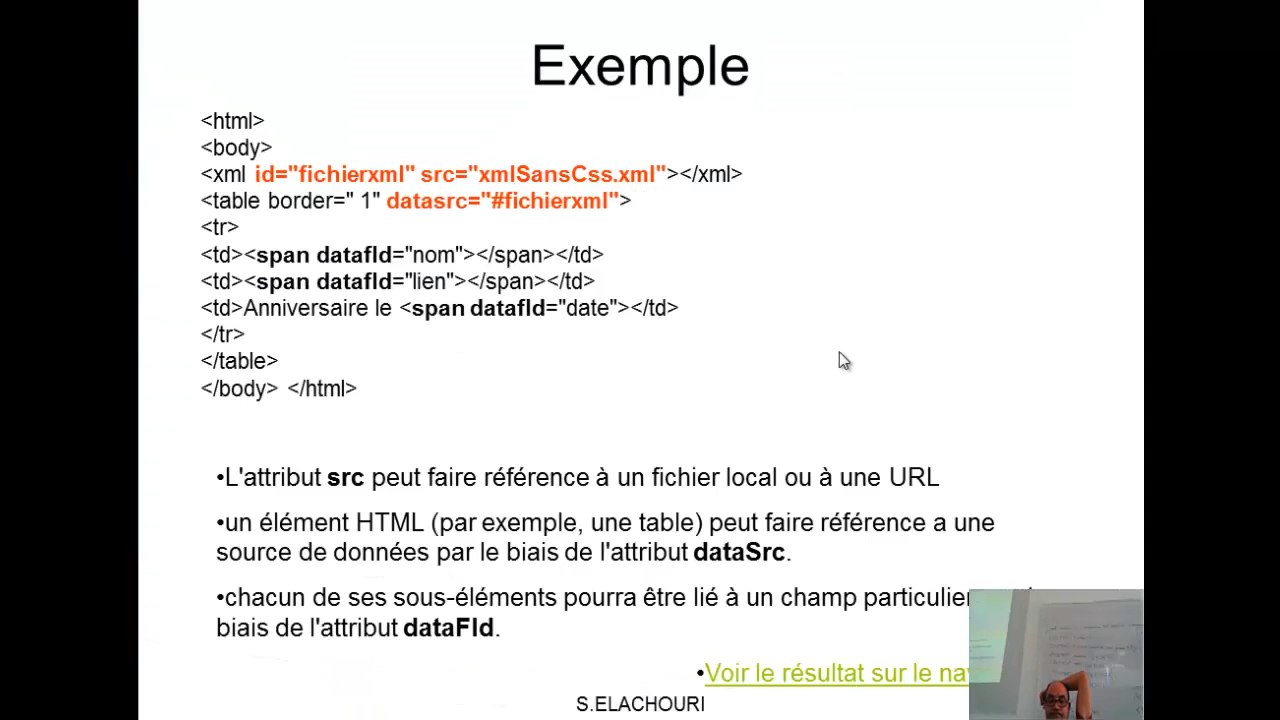 Exemple
<html>
<body>
<xml id="fichierxml" src="xmlSansCss.xml"></xml>
<table border=" 1" datasrc="#fichierxml">
<tr>
<td><span datafld="nom"></span></td>
<td><span datafld="lien"></span></td>
<td>Anniversaire le <span datafld="date"></td>
</tr>
</table>
</body> </html>
•L'attribut src peut faire référence à un fichier local ou à une URL
•un élément HTML (par exemple, une table) peut faire référence a une
source de données par le biais de l'attribut dataSrc.
•chacun de ses sous-éléments pourra être lié à un champ particulier
biais de l'attribut dataFld.
•Voir le résultat sur le
S.ELACHOURI